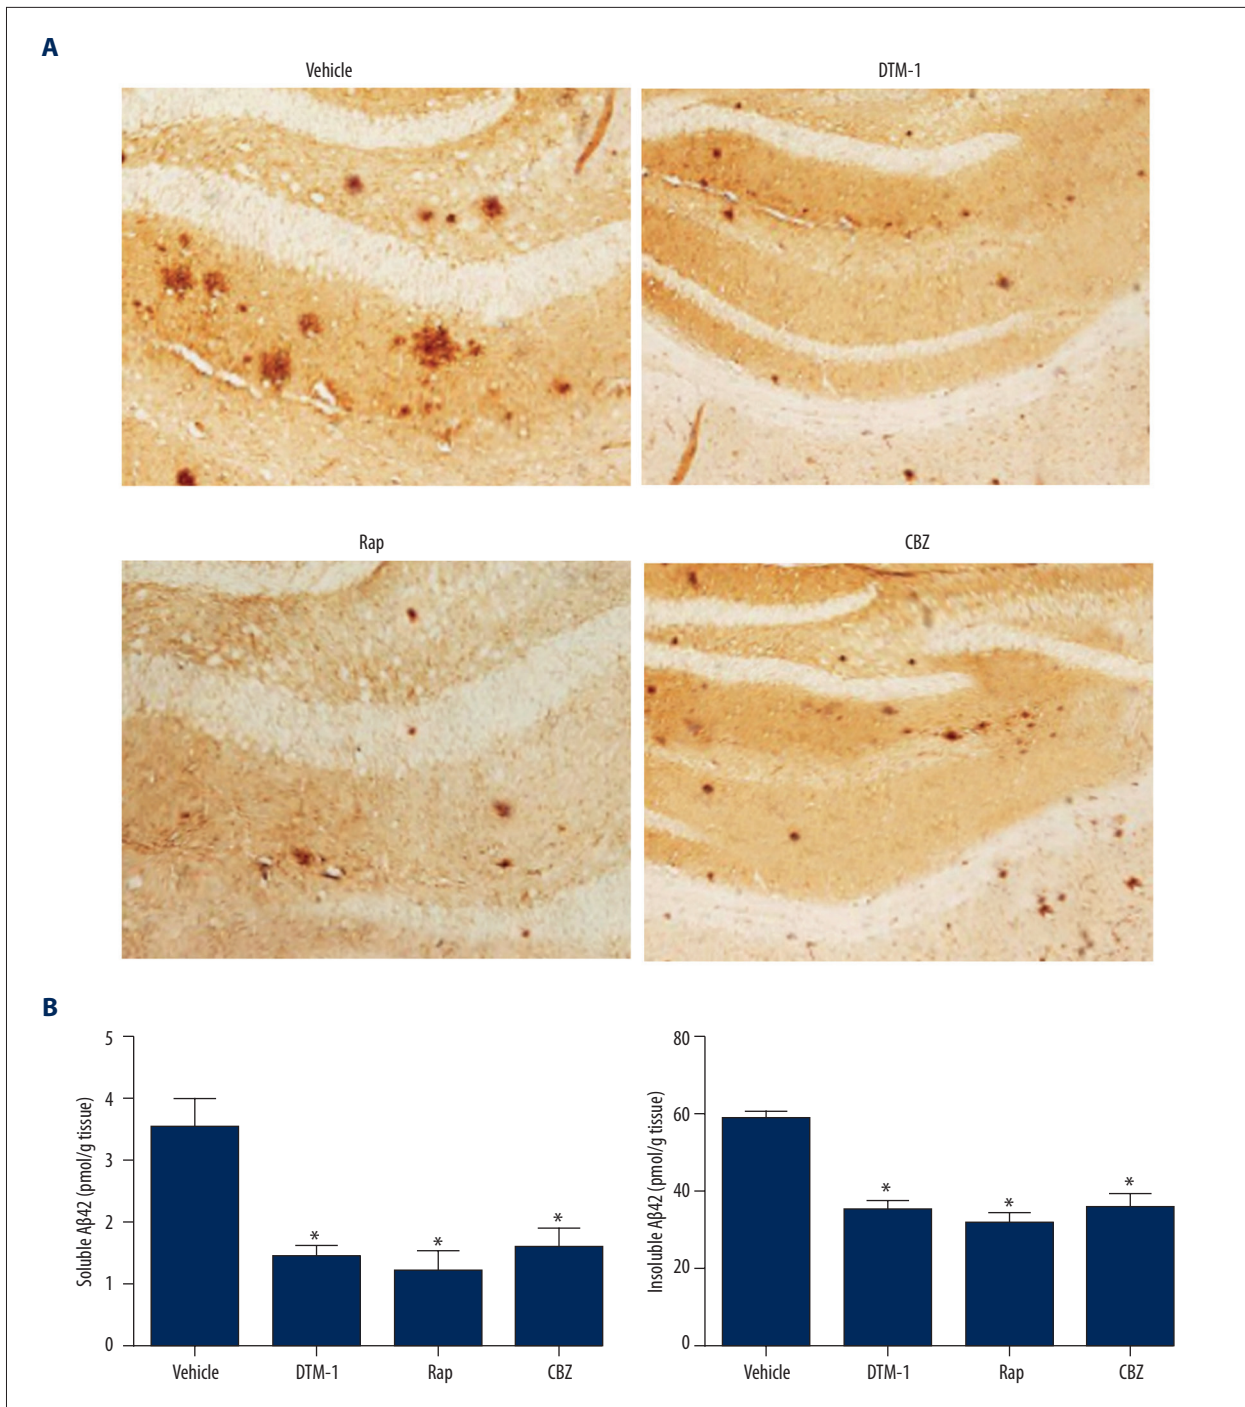 A
Vehicle
DTM-1
Rap
CBZ
B
5
4
3
2
1
0
Soluble Aβ42 (pmol/g tissue)
*
*
*
Vehicle
DTM-1
Rap
CBZ
80
60
40
20
0
Insoluble Aβ42 (pmol/g tissue)
*
*
*
Vehicle
DTM-1
Rap
CBZ